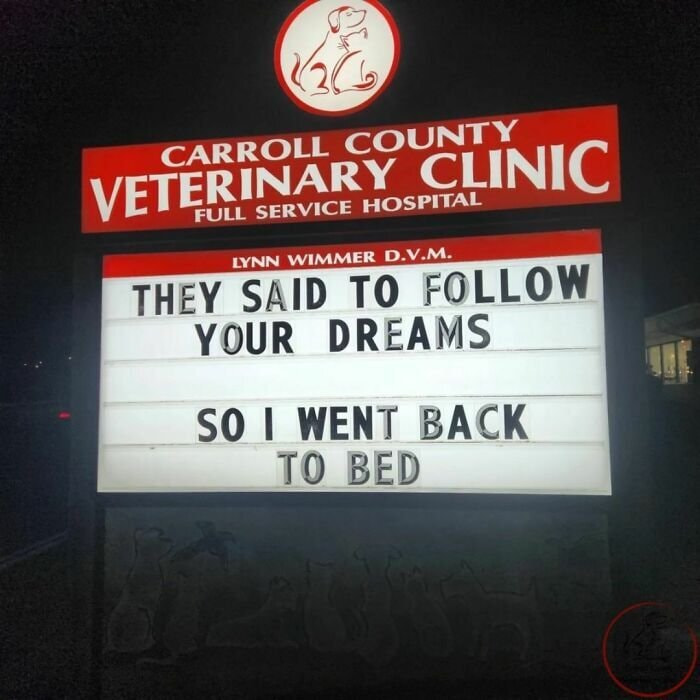 CARROLL COUNTY
VETERINARY CLINIC
FULL SERVICE HOSPITAL
LYNN WIMMER D.V.M.
THEY SAID TO FOLLOW
YOUR DREAMS
SO I WENT BACK
TO BED